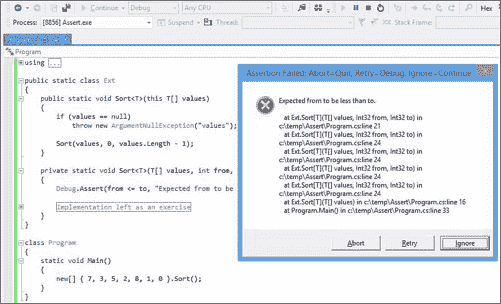 Continue
Debug
Any CPU
Hex
Process: [8856] Assert.exe
Suspend
Thread:
Stack Frame:
Program
using ...
public static class Ext
{
public static void Sort<T>(this T[] values)
{
if (values == null)
throw new ArgumentNullException("values");
Sort(values, 0, values.Length - 1);
}
private static void Sort<T>(T[] values, int from,
{
Debug.Assert(from <= to, "Expected from to be
Implementation left as an exercise
}
}
class Program
{
static void Main()
{
new[] { 7, 3, 5, 2, 8, 1, 0 }.Sort();
}
}
Assertion Failed: Abort=Quit, Retry=Debug, Ignore=Continue
Expected from to be less than to.
at Ext.Sort[T](T[] values, Int32 from, Int32 to) in
c:\temp\Assert\Program.cs:line 21
at Ext.Sort[T](T[] values, Int32 from, Int32 to) in
c:\temp\Assert\Program.cs:line 24
at Ext.Sort[T](T[] values, Int32 from, Int32 to) in
c:\temp\Assert\Program.cs:line 24
at Ext.Sort[T](T[] values, Int32 from, Int32 to) in
c:\temp\Assert\Program.cs:line 24
at Ext.Sort[T](T[] values, Int32 from, Int32 to) in
c:\temp\Assert\Program.cs:line 24
at Ext.Sort[T](T[] values) in c:\temp\Assert\Program.cs:line 16
at Program.Main() in c:\temp\Assert\Program.cs:line 33
Abort
Retry
Ignore